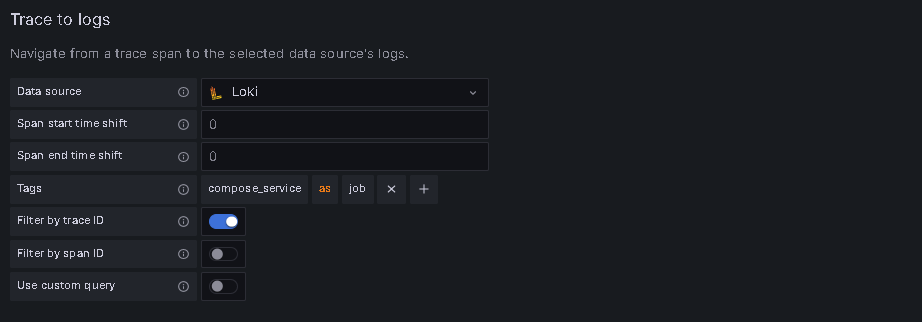 Trace to logs
Navigate from a trace span to the selected data source's logs.
Data source Loki
Span start time shift 0
Span end time shift 0
Tags compose_service as job
Filter by trace ID
Filter by span ID
Use custom query